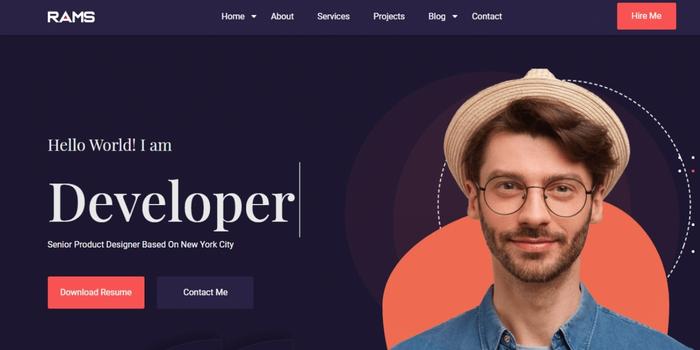 RAMS
Home About Services Projects Blog Contact
Hire Me
Hello World! I am
Developer
Senior Product Designer Based On New York City
Download Resume
Contact Me